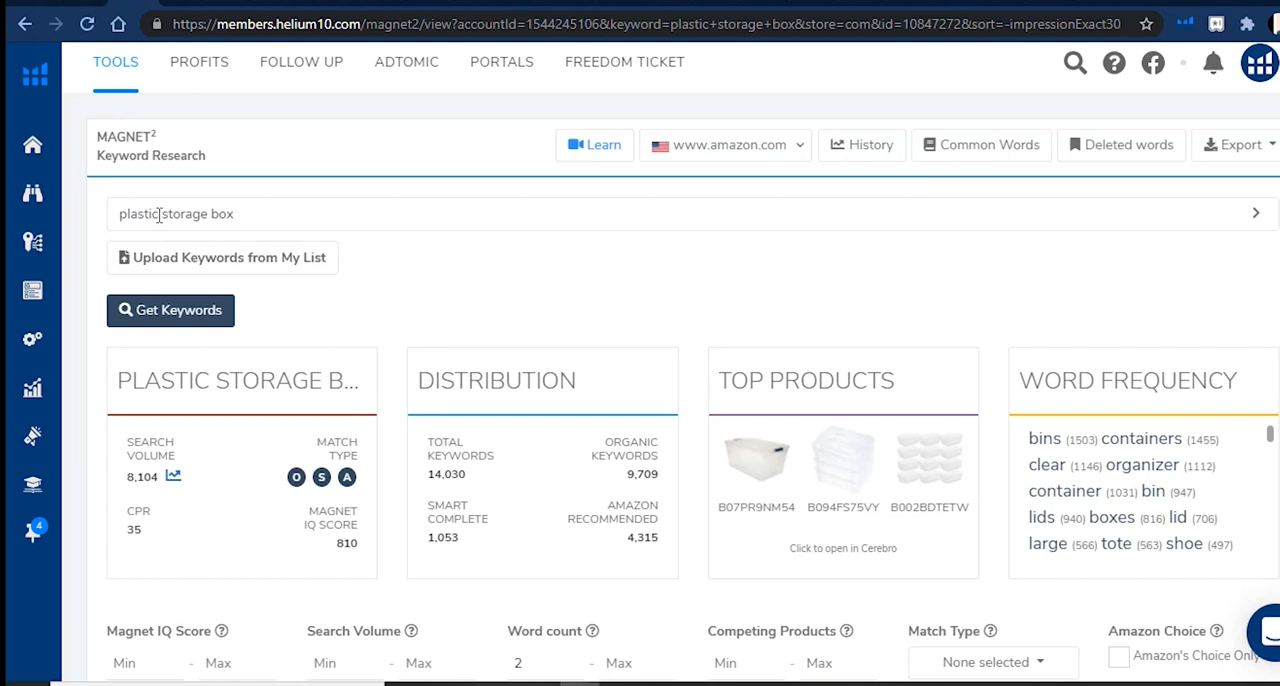 https://members.helium10.com/magnet2/view?accountId=1544245106&keyword=plastic+storage+box&store=com&id=10847272&sort=-impressionExact30
TOOLS PROFITS FOLLOW UP ADTOMIC PORTALS FREEDOM TICKET
MAGNET²
Keyword Research
Learn www.amazon.com History Common Words Deleted words Export
plastic storage box
Upload Keywords from My List
Get Keywords
PLASTIC STORAGE B... DISTRIBUTION TOP PRODUCTS WORD FREQUENCY
SEARCH VOLUME
8,104
MATCH TYPE
O S A
CPR
35
MAGNET IQ SCORE
810
TOTAL KEYWORDS
14,030
ORGANIC KEYWORDS
9,709
SMART COMPLETE
1,053
AMAZON RECOMMENDED
4,315
B07PR9NM54 B094FS75VY B002BDTETW
Click to open in Cerebro
bins (1503) containers (1455)
clear (1146) organizer (1112)
container (1031) bin (947)
lids (940) boxes (816) lid (706)
large (566) tote (563) shoe (497)
4
Magnet IQ Score Search Volume Word count Competing Products Match Type Amazon Choice
Min - Max Min - Max 2 - Max Min - Max None selected Amazon's Choice Only